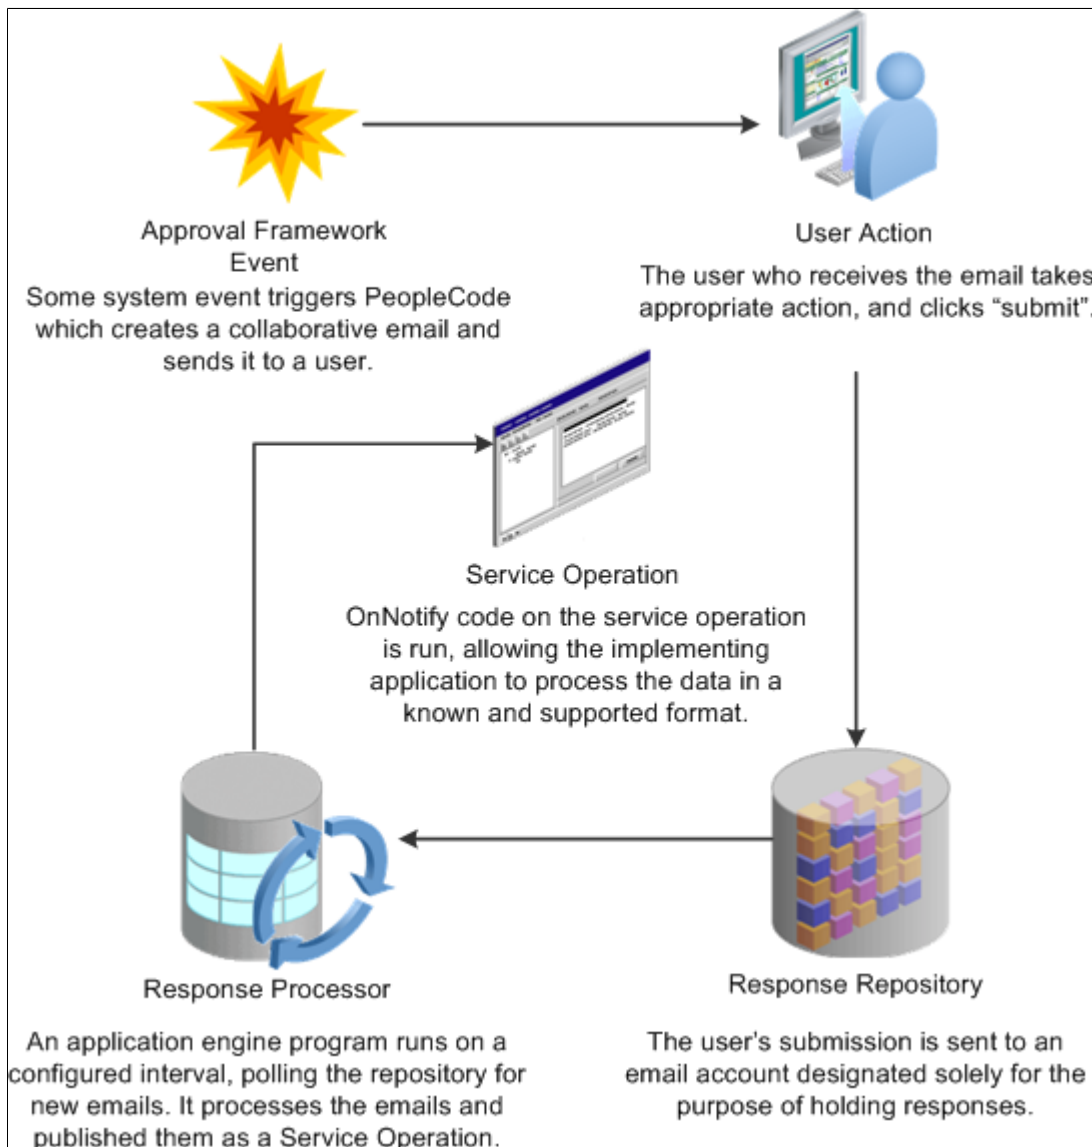 Approval Framework
Event
Some system event triggers PeopleCode
which creates a collaborative email and
sends it to a user.
User Action
The user who receives the email takes
appropriate action, and clicks “submit”.
Service Operation
OnNotify code on the service operation
is run, allowing the implementing
application to process the data in a
known and supported format.
Response Processor
An application engine program runs on a
configured interval, polling the repository for
new emails. It processes the emails and
published them as a Service Operation.
Response Repository
The user's submission is sent to an
email account designated solely for the
purpose of holding responses.